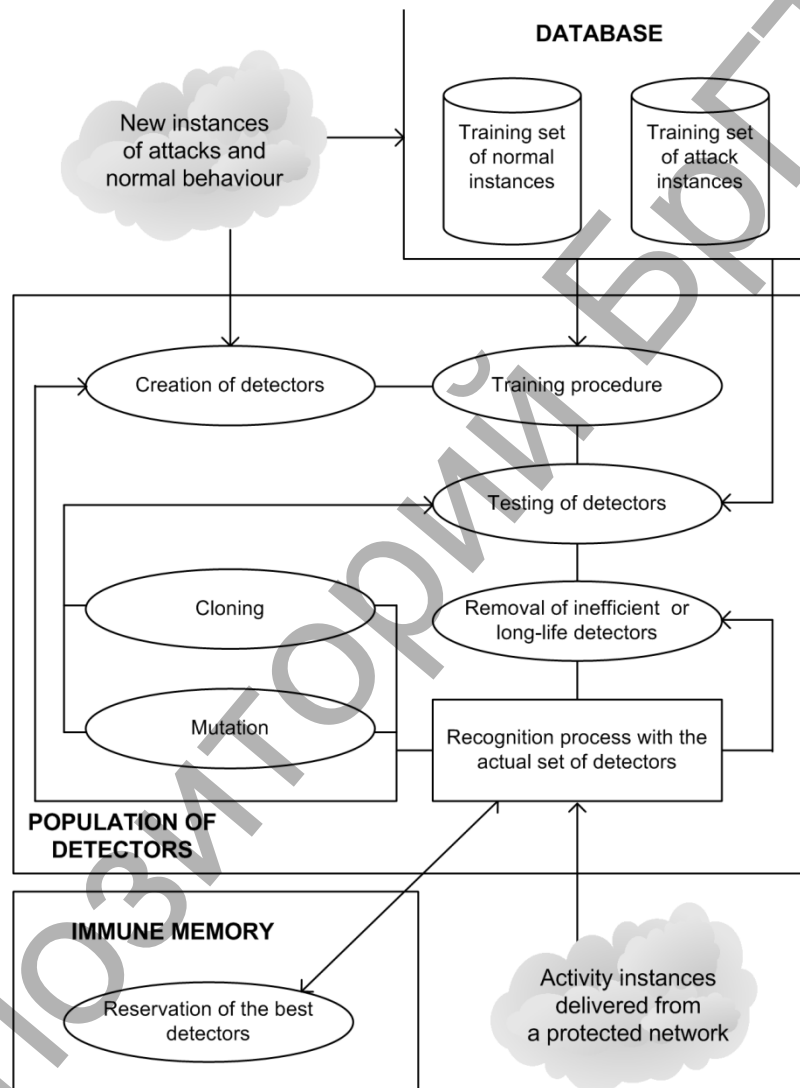 DATABASE
New instances
of attacks and
normal behaviour
Training set
of normal
instances
Training set
of attack
instances
Creation of detectors
Training procedure
Testing of detectors
Cloning
Removal of inefficient or
long-life detectors
Mutation
Recognition process with the
actual set of detectors
POPULATION OF
DETECTORS
IMMUNE MEMORY
Reservation of the best
detectors
Activity instances
delivered from
a protected network